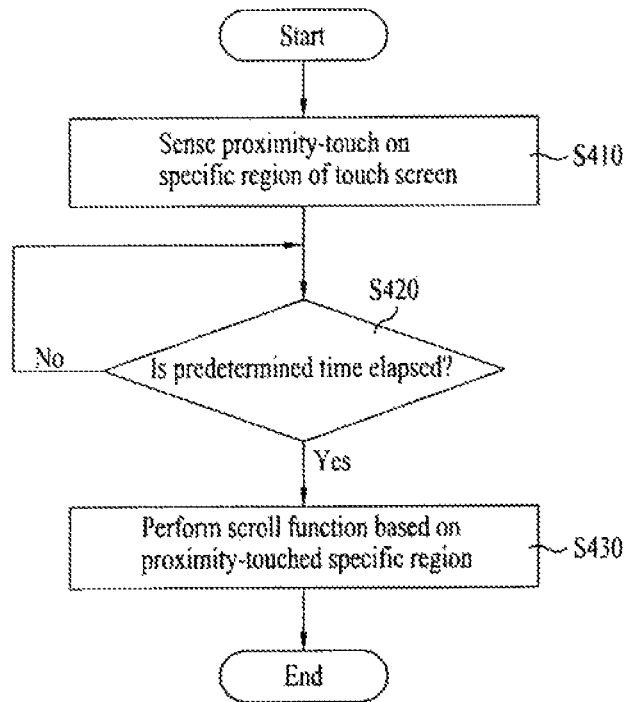 Start
Sense proximity-touch on
specific region of touch screen
S410
S420
No
Is predetermined time elapsed?
Yes
Perform scroll function based on
proximity-touched specific region
S430
End